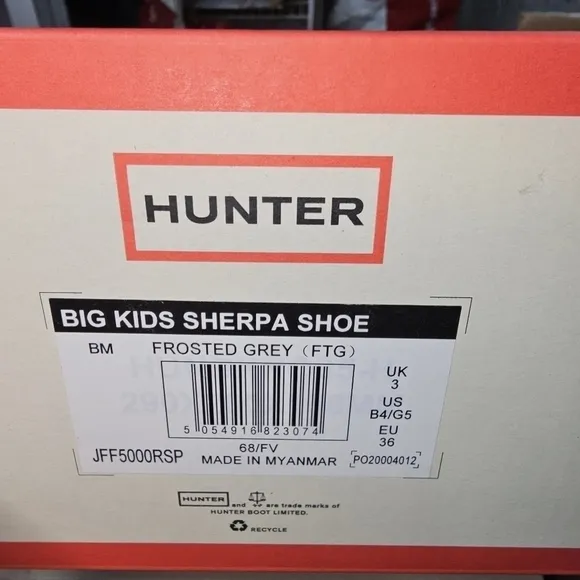 HUNTER
BIG KIDS SHERPA SHOE
BM FROSTED GREY (FTG)
UK
3
US
B4/G5
EU
36
5 054916 823074
68/FV
JFF5000RSP MADE IN MYANMAR PO20004012
HUNTER and are trade marks of
HUNTER BOOT LIMITED.
RECYCLE